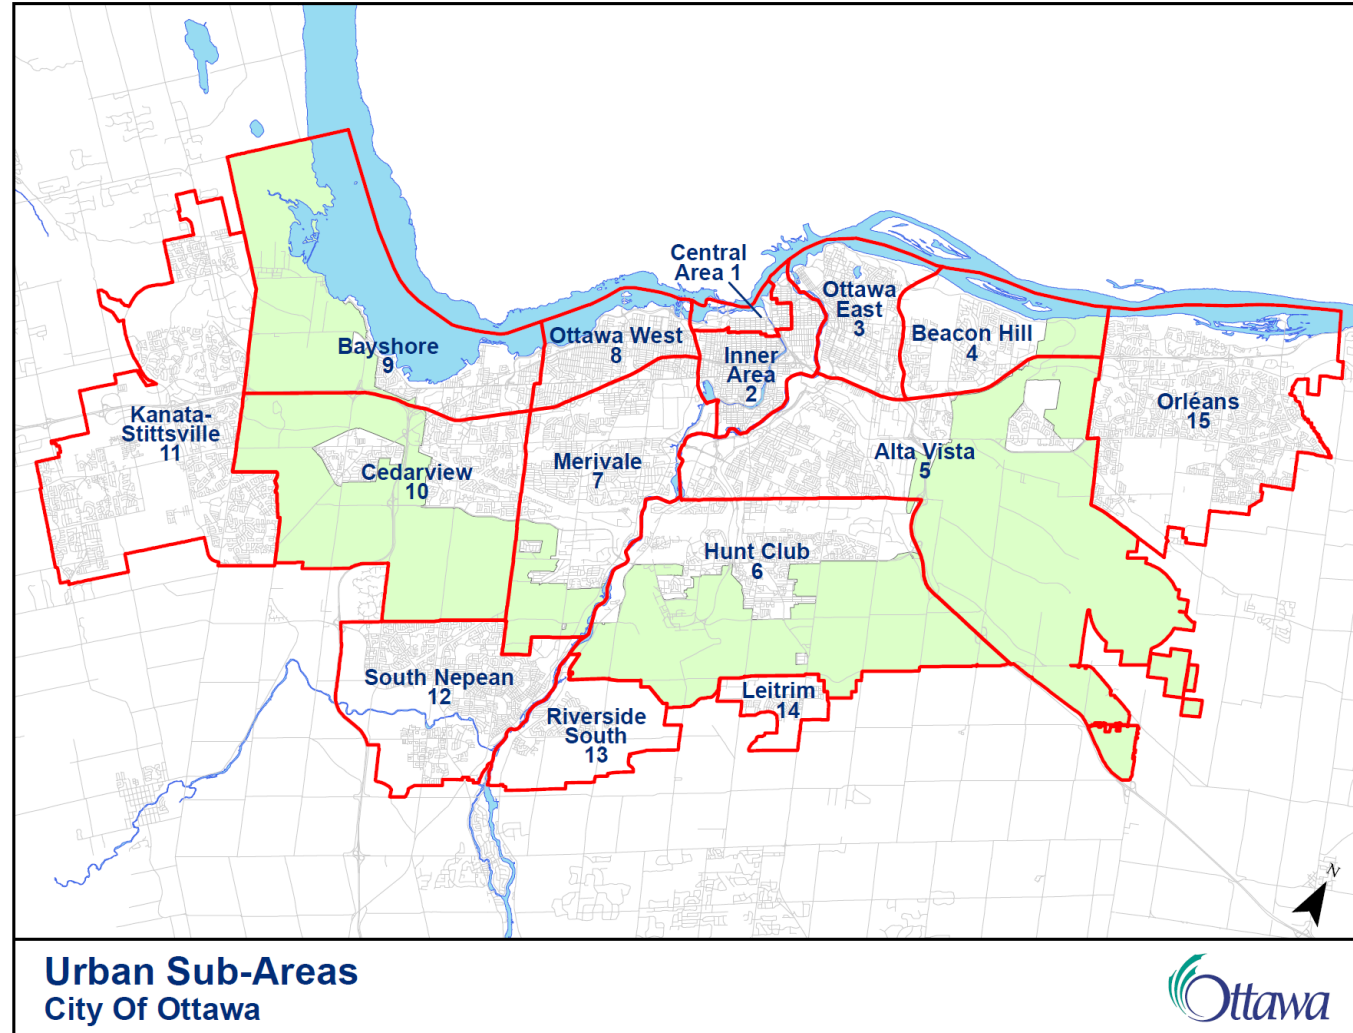 Central
Area 1
Ottawa
East
3
Beacon Hill
4
Ottawa West
8
Inner
Area
2
Bayshore
9
Kanata-
Stittsville
11
Orléans
15
Cedarview
10
Merivale
7
Alta Vista
5
Hunt Club
6
South Nepean
12
Leitrim
14
Riverside
South
13
N
Urban Sub-Areas
City Of Ottawa
Ottawa